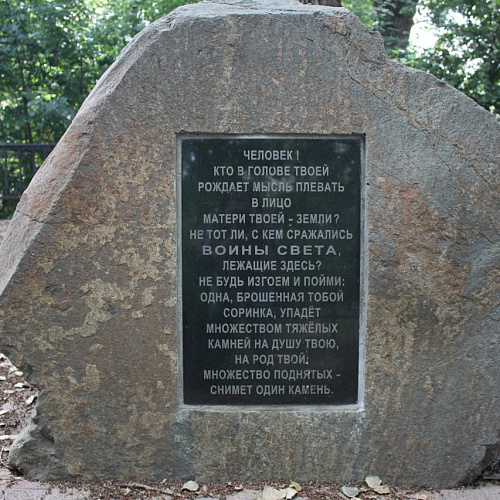 ЧЕЛОВЕК!
КТО В ГОЛОВЕ ТВОЕЙ
РОЖДАЕТ МЫСЛЬ ПЛЕВАТЬ
В ЛИЦО
МАТЕРИ ТВОЕЙ - ЗЕМЛИ?
НЕ ТОТ ЛИ, С КЕМ СРАЖАЛИСЬ
ВОИНЫ СВЕТА,
ЛЕЖАЩИЕ ЗДЕСЬ?
НЕ БУДЬ ИЗГОЕМ И ПОЙМИ:
ОДНА, БРОШЕННАЯ ТОБОЙ
СОРИНКА, УПАДЁТ
МНОЖЕСТВОМ ТЯЖЁЛЫХ
КАМНЕЙ НА ДУШУ ТВОЮ,
НА РОД ТВОЙ;
МНОЖЕСТВО ПОДНЯТЫХ -
СНИМЕТ ОДИН КАМЕНЬ.